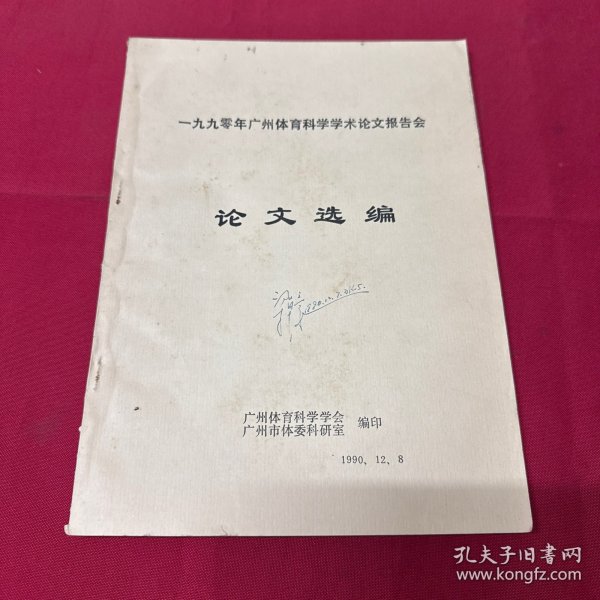 一九九零年广州体育科学学术论文报告会
论文选编
广州体育科学学会
广州市体委科研室 编印
1990、12、8
孔夫子旧书网
www.kongfz.com